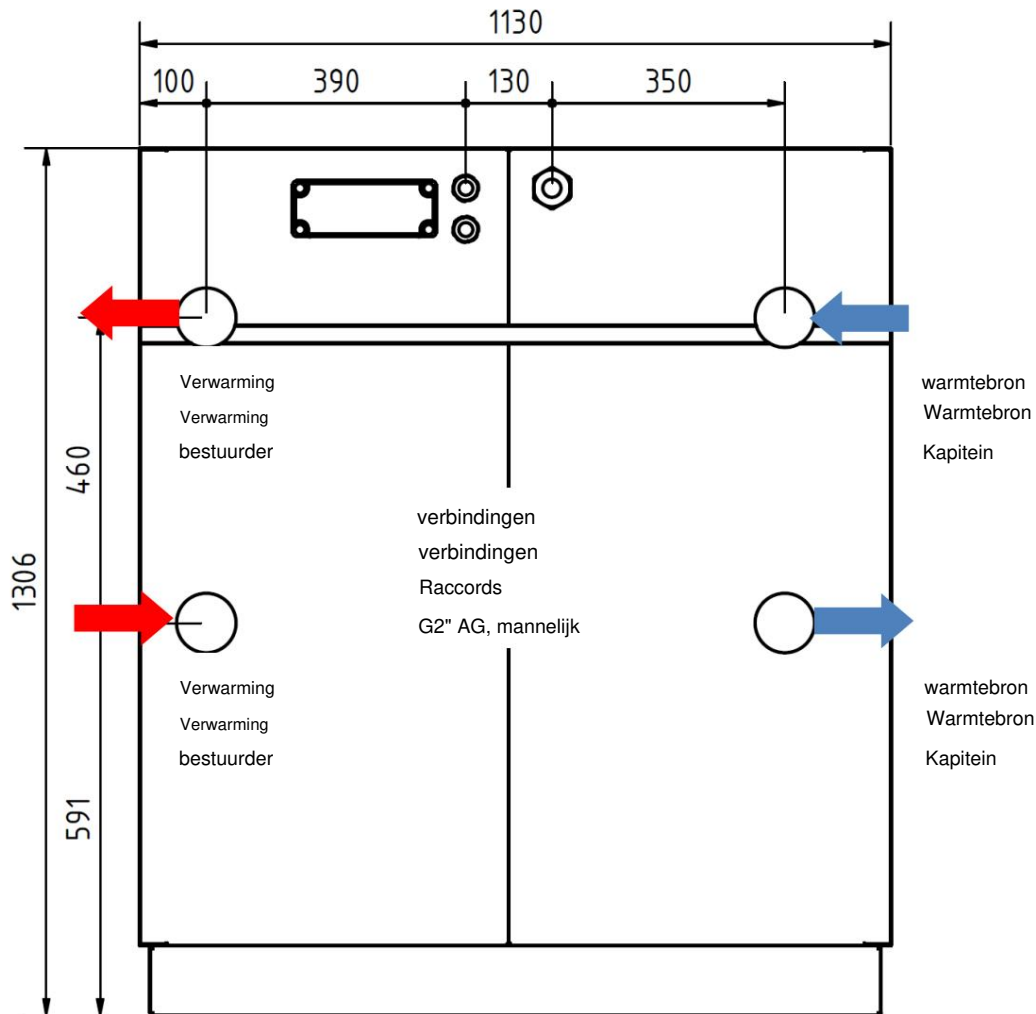 1130
100 390 130 350
Verwarming
Verwarming
bestuurder
warmtebron
Warmtebron
Kapitein
460
verbindingen
verbindingen
Raccords
G2" AG, mannelijk
1306
Verwarming
Verwarming
bestuurder
warmtebron
Warmtebron
Kapitein
591